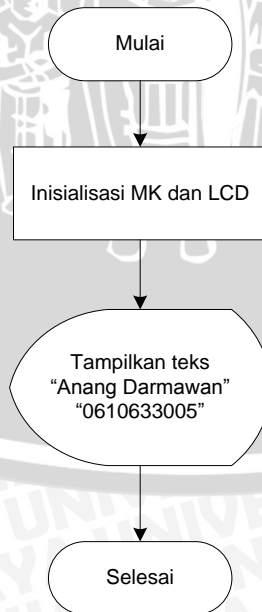 Mulai
Inisialisasi MK dan LCD
Tampilkan teks
“Anang Darmawan”
“0610633005”
Selesai